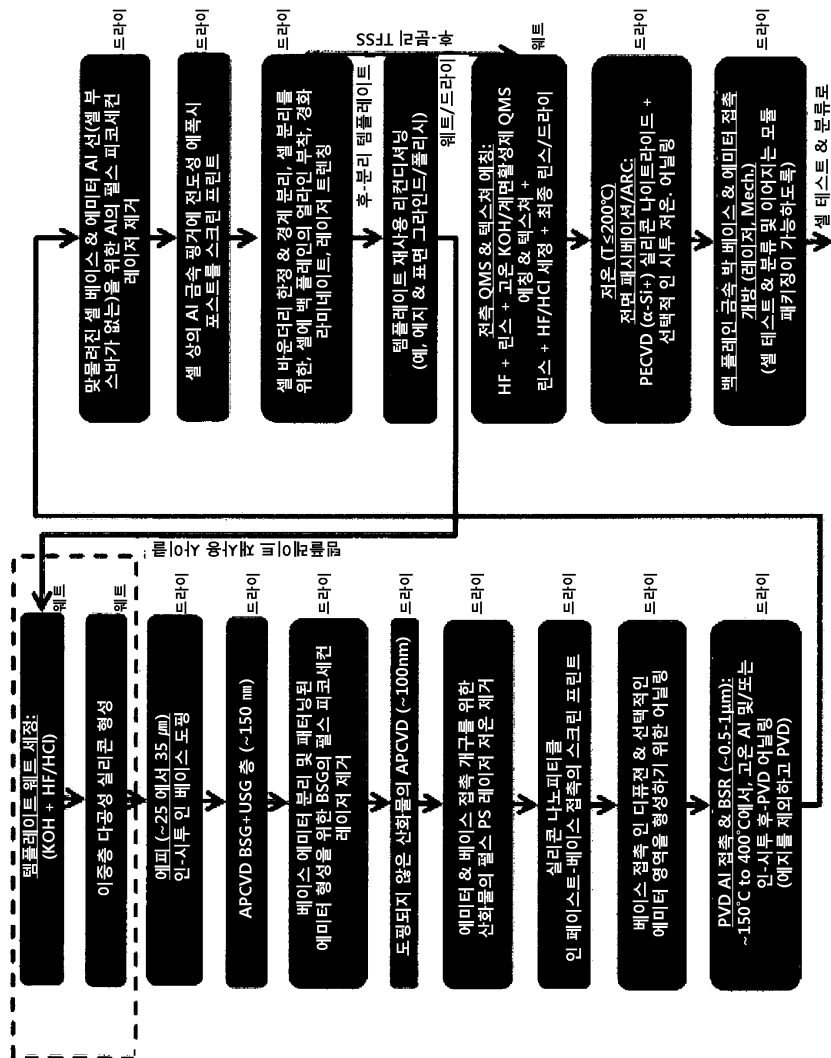 템플레이트 웨트 세정:
(KOH + HF/HCl)
웨트
이중층 다공성 실리콘 형성
웨트
에피 (~25 에서 35 ㎛)
인-시투 인 베이스 도핑
드라이
APCVD BSG+USG 층 (~150 ㎚)
드라이
베이스 에미터 분리 및 패터닝된
에미터 형성을 위한 BSG의 펄스 피코세컨
레이저 제거
드라이
도핑되지 않은 산화물의 APCVD (~100nm)
드라이
에미터 & 베이스 접촉 개구를 위한
산화물의 펄스 PS 레이저 저온 제거
드라이
실리콘 나노피티클
인 페이스트-베이스 접촉의 스크린 프린트
드라이
베이스 접촉 인 디퓨전 & 선택적인
에미터 영역을 형성하기 위한 어닐링
드라이
PVD Al 접촉 & BSR (~0.5-1μm):
~150℃ to 400℃에서, 고온 Al 및/또는
인-시투 후-PVD 어닐링
(에지를 제외하고 PVD)
드라이
템플레이트 재사용 사이클
맞물려진 셀 베이스 & 에미터 Al 선(셀 부
스바가 없는)을 위한 Al의 펄스 피코세컨
레이저 제거
드라이
셀 상의 Al 금속 핑거에 전도성 에폭시
포스트를 스크린 프린트
드라이
셀 바운더리 한정 & 경계 분리, 셀 분리를
위한, 셀에 백 플레인의 얼라인 부착, 경화
라미네이트, 레이저 트렌칭
드라이
후-분리 템플레이트
후-분리 TFSS
템플레이트 재사용 리컨디셔닝
(예, 에지 & 표면 그라인드/폴리시)
웨트/드라이
전측 QMS & 텍스쳐 에칭:
HF + 린스 + 고온 KOH/계면활성제 QMS
에칭 & 텍스쳐 +
린스 + HF/HCl 세정 + 최종 린스/드라이
웨트
저온 (T≤200℃)
전면 패시베이션/ARC:
PECVD (α-Si+) 실리콘 나이트라이드 +
선택적 인 시투 저온. 어닐링
드라이
백 플레인 금속 박 베이스 & 에미터 접촉
개방 (레이저, Mech.)
(셀 테스트 & 분류 및 이어지는 모듈
패키징이 가능하도록)
드라이
셀 테스트 & 분류로